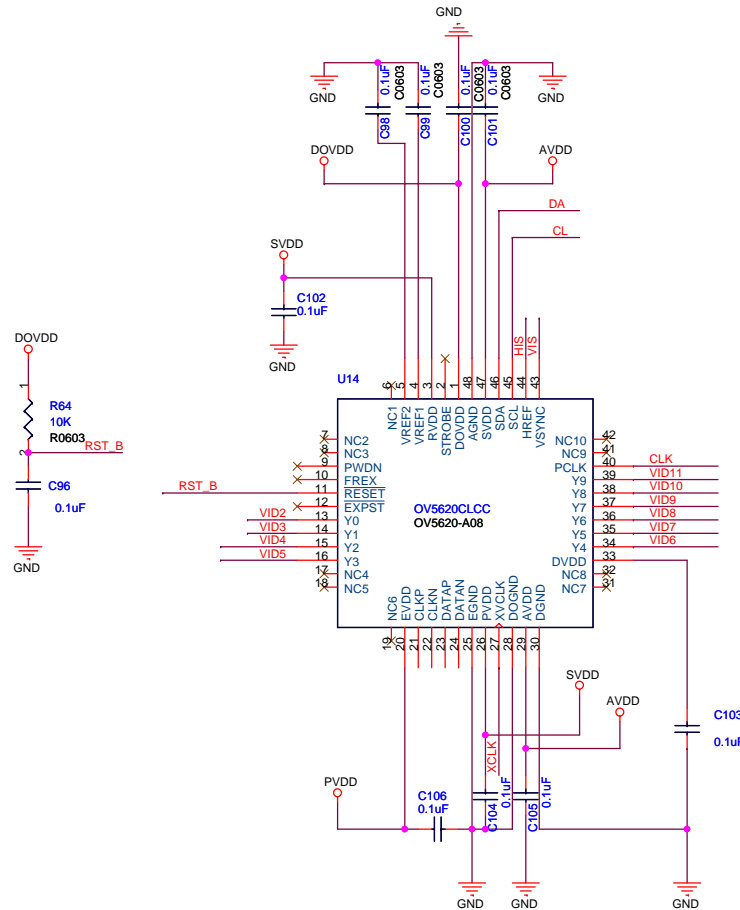 GND
0.1uF
C0603
0.1uF
C0603
0.1uF
C0603
0.1uF
C0603
GND
GND
C98
C99
C100
C101
DOVDD
AVDD
DA
CL
SVDD
C102
0.1uF
GND
HIS
VIS
DOVDD
1
R64
10K
R0603
2
RST_B
C96
0.1uF
GND
U14
6
5
4
3
2
1
48
47
46
45
44
43
NC1
VREF2
VREF1
RVDD
STROBE
DOVDD
AGND
SVDD
SDA
SCL
HREF
VSYNC
7 NC2 NC10 42
8 NC3 NC9 41
9 PWDN PCLK 40 CLK
10 FREX Y9 39 VID11
RST_B 11 RESET Y8 38 VID10
12 EXPST Y7 37 VID9
VID2 13 Y0 Y6 36 VID8
VID3 14 Y1 Y5 35 VID7
VID4 15 Y2 Y4 34 VID6
VID5 16 Y3 DVDD 33
17 NC4 NC8 32
18 NC5 NC7 31
OV5620CLCC
OV5620-A08
NC6
EVDD
CLKP
CLKN
DATAP
DATAN
EGND
PVDD
XVCLK
DOGND
AVDD
DGND
19
20
21
22
23
24
25
26
27
28
29
30
SVDD
AVDD
C103
0.1uF
XCLK
PVDD
C106
0.1uF
C104
0.1uF
C105
0.1uF
GND
GND
GND